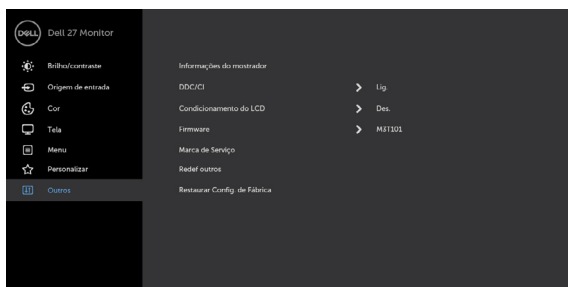 DELL Dell 27 Monitor
Brilho/contraste
Origem de entrada
Cor
Tela
Menu
Personalizar
Outros
Informações do mostrador
DDC/CI Lig.
Condicionamento do LCD Des.
Firmware M3T101
Marca de Serviço
Redef outros
Restaurar Config. de Fábrica